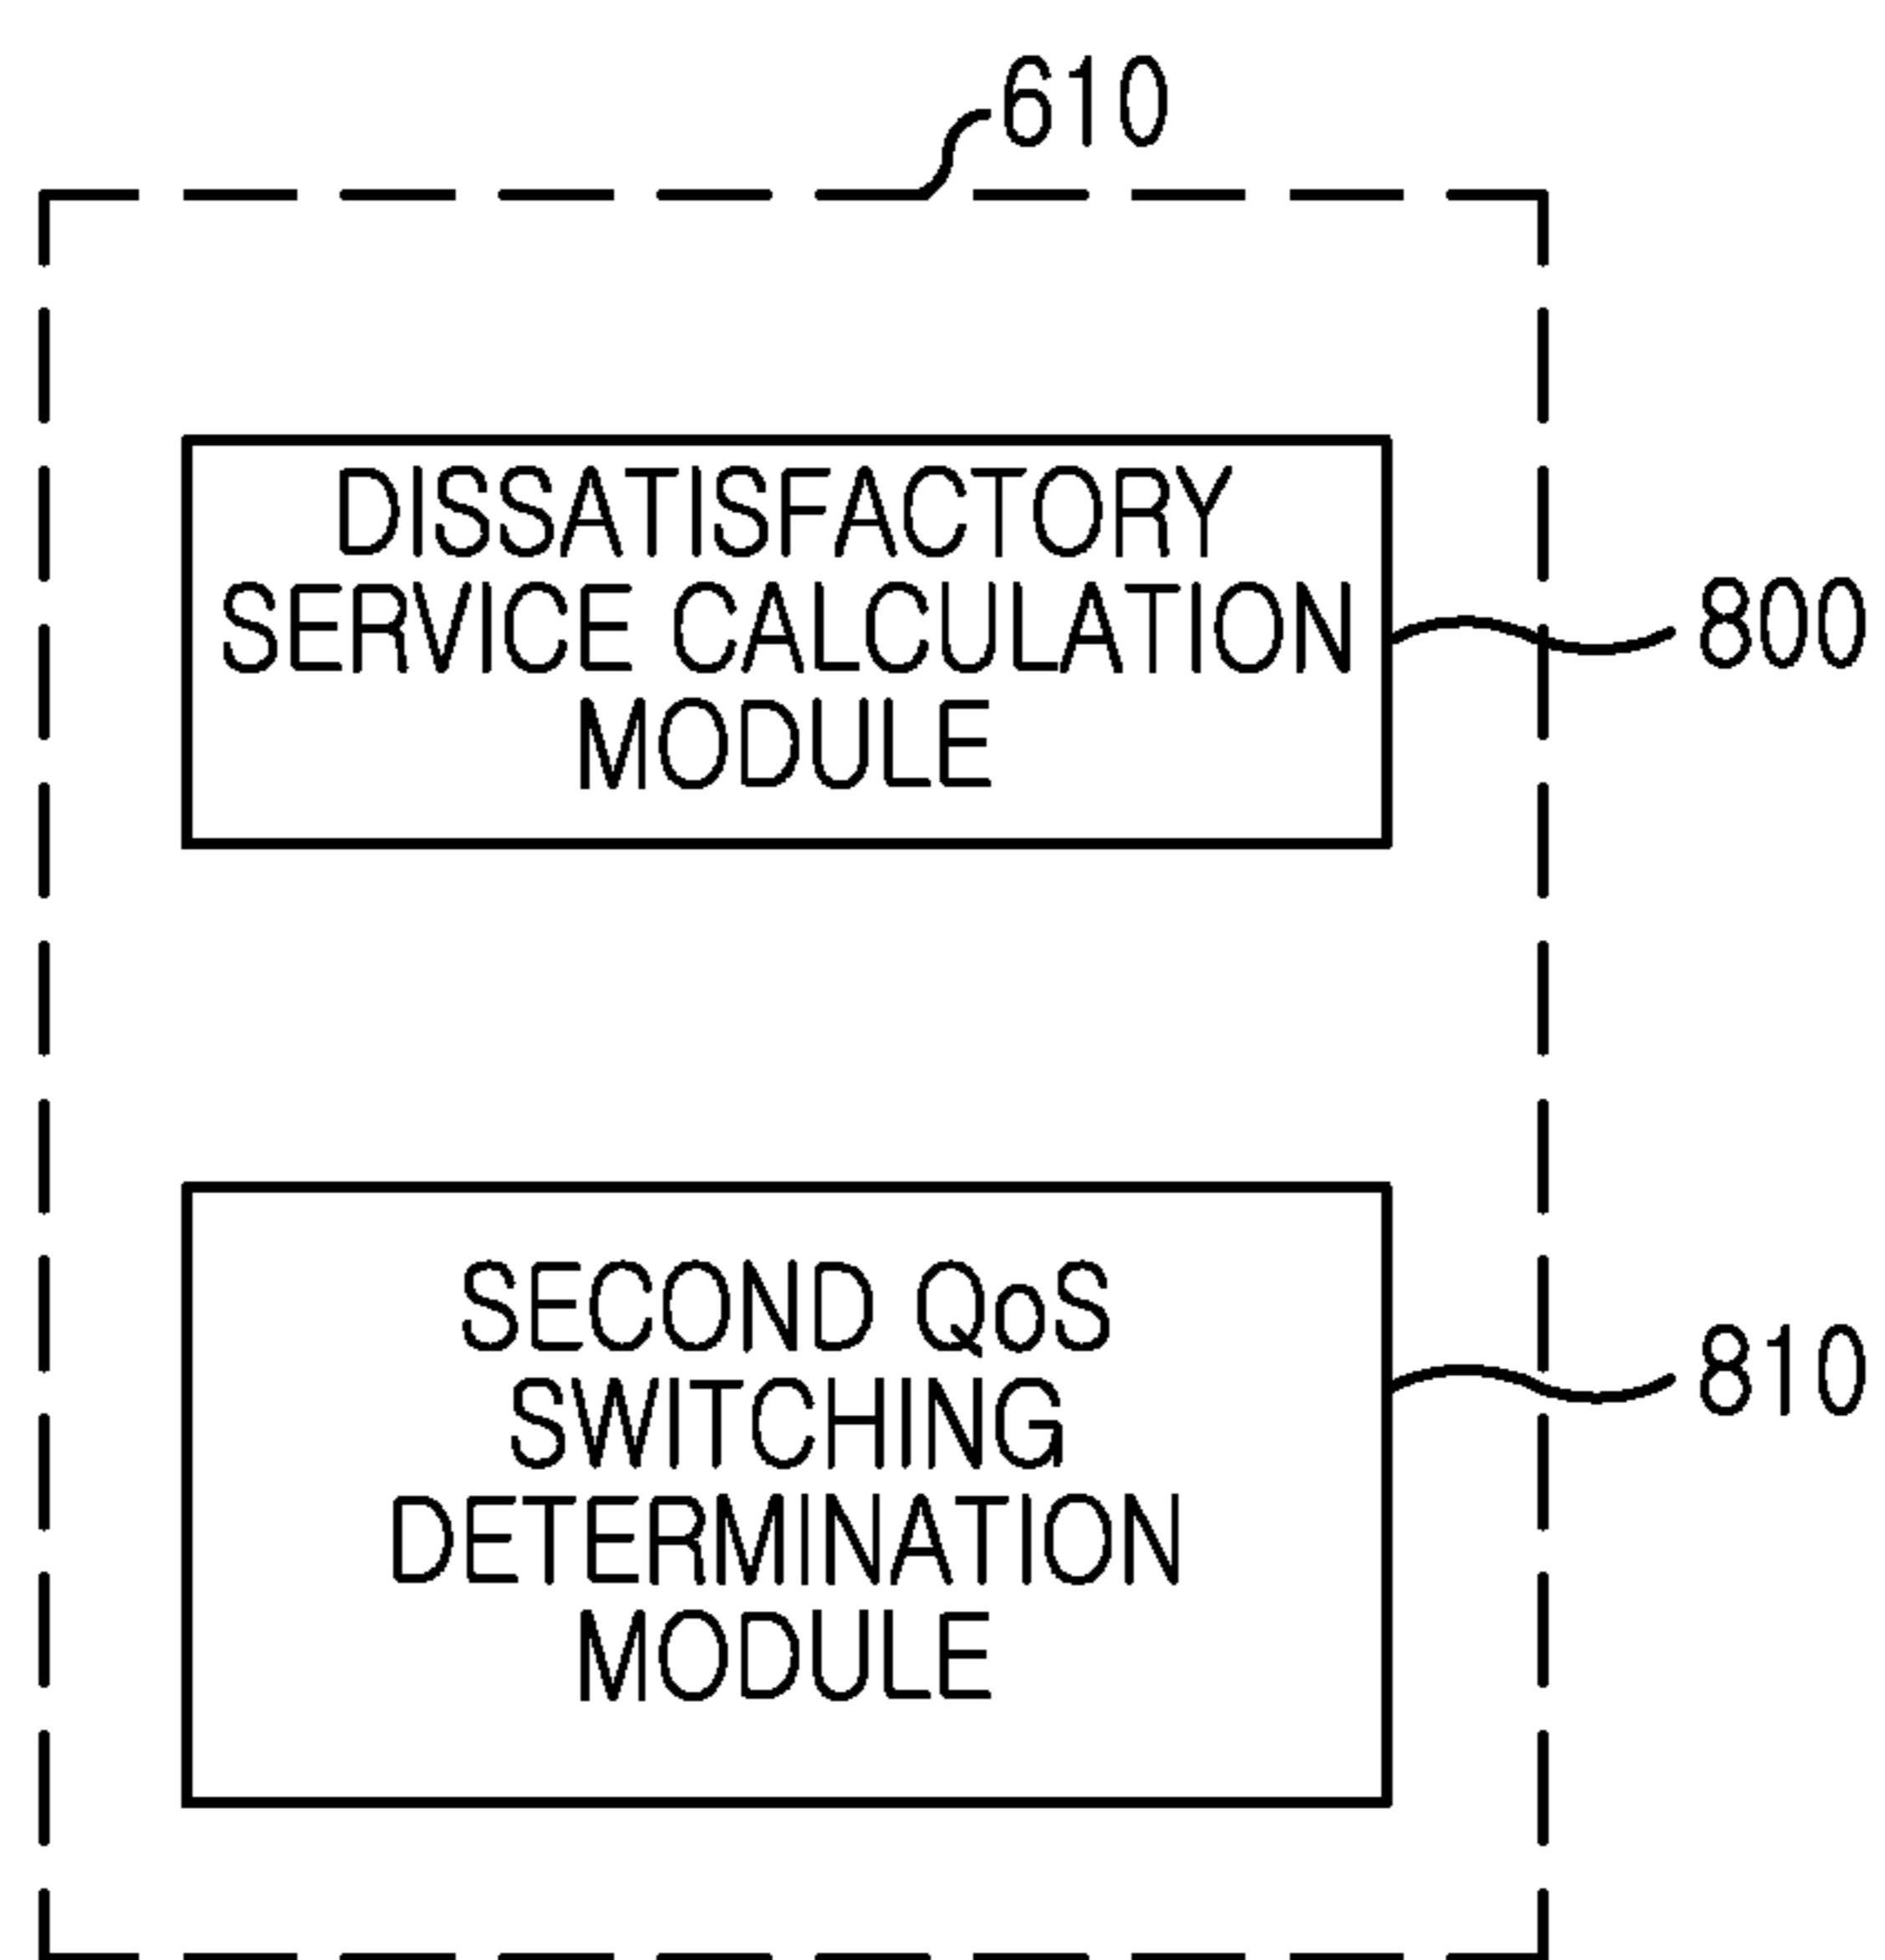 610
DISSATISFACTORY
SERVICE CALCULATION
MODULE
800
SECOND QoS
SWITCHING
DETERMINATION
MODULE
810